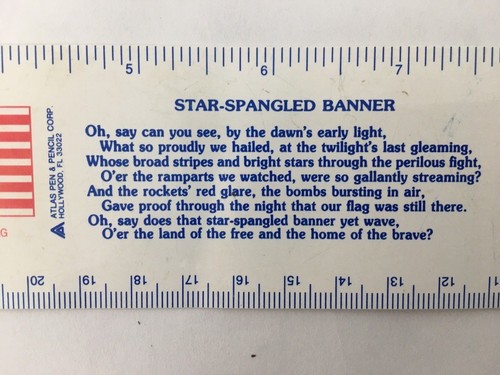 5 6 7
STAR-SPANGLED BANNER
Oh, say can you see, by the dawn's early light,
What so proudly we hailed, at the twilight's last gleaming,
Whose broad stripes and bright stars through the perilous fight,
O'er the ramparts we watched, were so gallantly streaming?
And the rockets' red glare, the bombs bursting in air,
Gave proof through the night that our flag was still there.
Oh, say does that star-spangled banner yet wave,
O'er the land of the free and the home of the brave?
ATLAS PEN & PENCIL CORP.
HOLLYWOOD, FL 33022
G
20 19 18 17 16 15 14 13 12